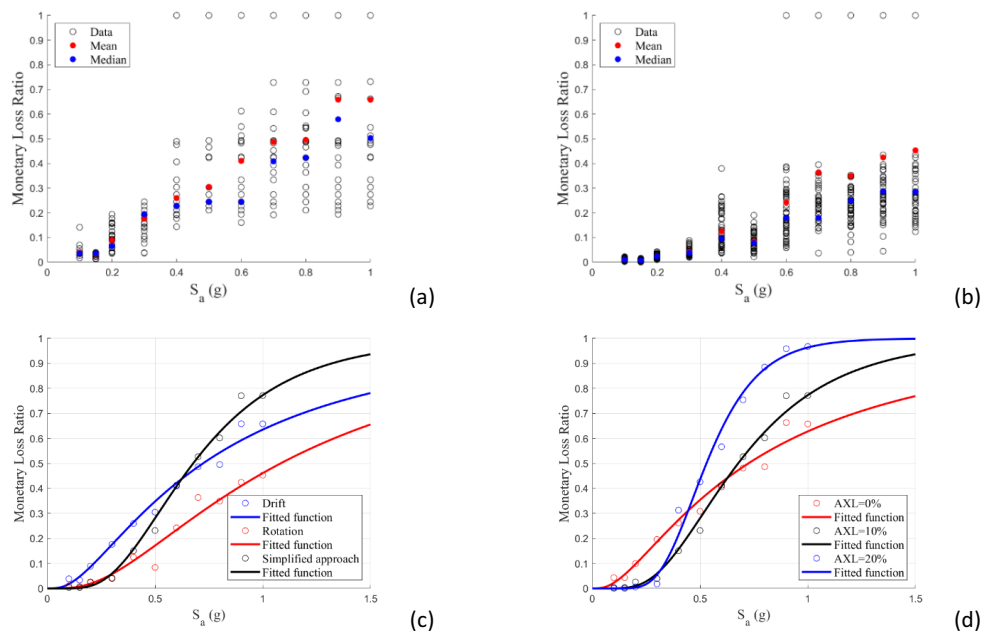 1
0.9
0.8
0.7
0.6
0.5
0.4
0.3
0.2
0.1
0
Monetary Loss Ratio
Data
Mean
Median
0 0.2 0.4 0.6 0.8 1
S_a (g)
(a)
1
0.9
0.8
0.7
0.6
0.5
0.4
0.3
0.2
0.1
0
Monetary Loss Ratio
Data
Mean
Median
0 0.2 0.4 0.6 0.8 1
S_a (g)
(b)
1
0.9
0.8
0.7
0.6
0.5
0.4
0.3
0.2
0.1
0
Monetary Loss Ratio
Drift
Fitted function
Rotation
Fitted function
Simplified approach
Fitted function
0 0.5 1 1.5
S_a (g)
(c)
1
0.9
0.8
0.7
0.6
0.5
0.4
0.3
0.2
0.1
0
Monetary Loss Ratio
AXL=0%
Fitted function
AXL=10%
Fitted function
AXL=20%
Fitted function
0 0.5 1 1.5
S_a (g)
(d)